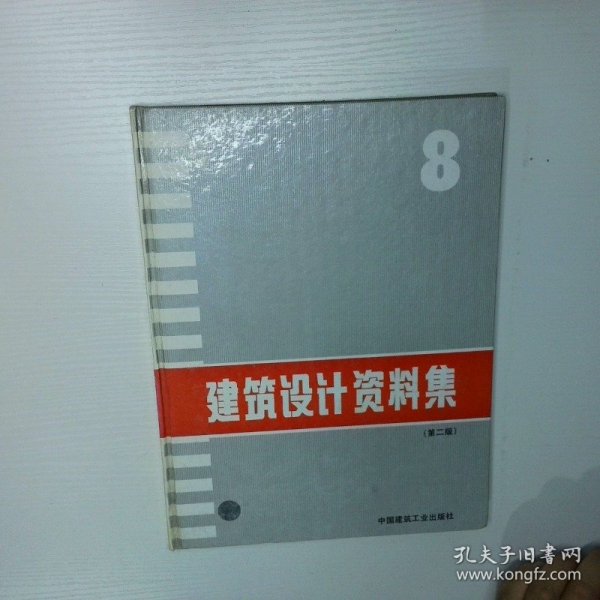 8
建筑设计资料集
(第二版)
中国建筑工业出版社
孔夫子旧書网
www.kongfz.com